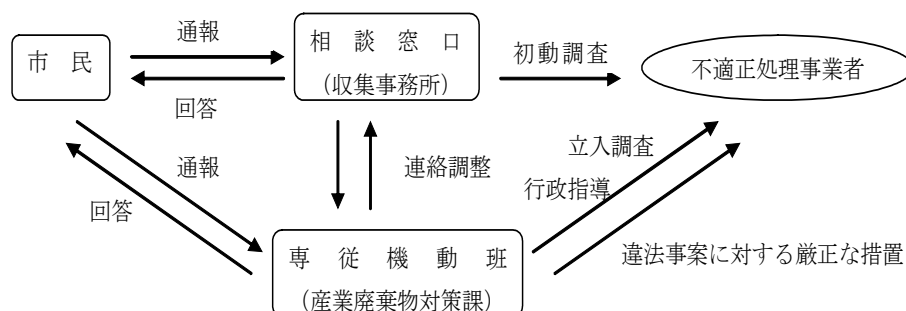 通報
市 民
回答
相 談 窓 口
(収集事務所)
初動調査
不適正処理事業者
通報
回答
連絡調整
立入調査
行政指導
専 従 機 動 班
(産業廃棄物対策課)
違法事案に対する厳正な措置